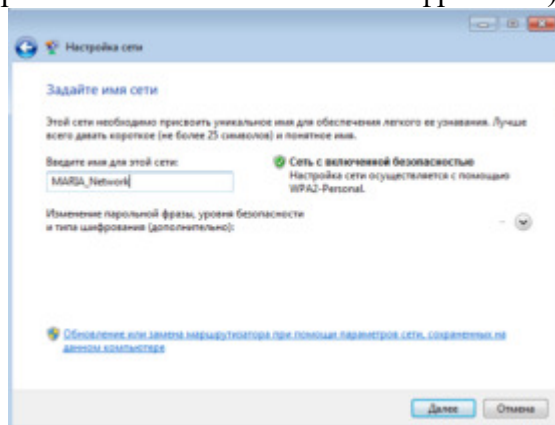 Настройка сети
Задайте имя сети
Этой сети необходимо присвоить уникальное имя для обеспечения легкого ее узнавания. Лучше
всего давать короткое (не более 25 символов) и понятное имя.
Введите имя для этой сети:
MARIA_Network
Сеть с включенной безопасностью
Настройка сети осуществляется с помощью
WPA2-Personal.
Изменение парольной фразы, уровня безопасности
и типа шифрования (дополнительно):
Обновление или замена маршрутизатора при помощи параметров сети, сохраненных на
данном компьютере
Далее
Отмена